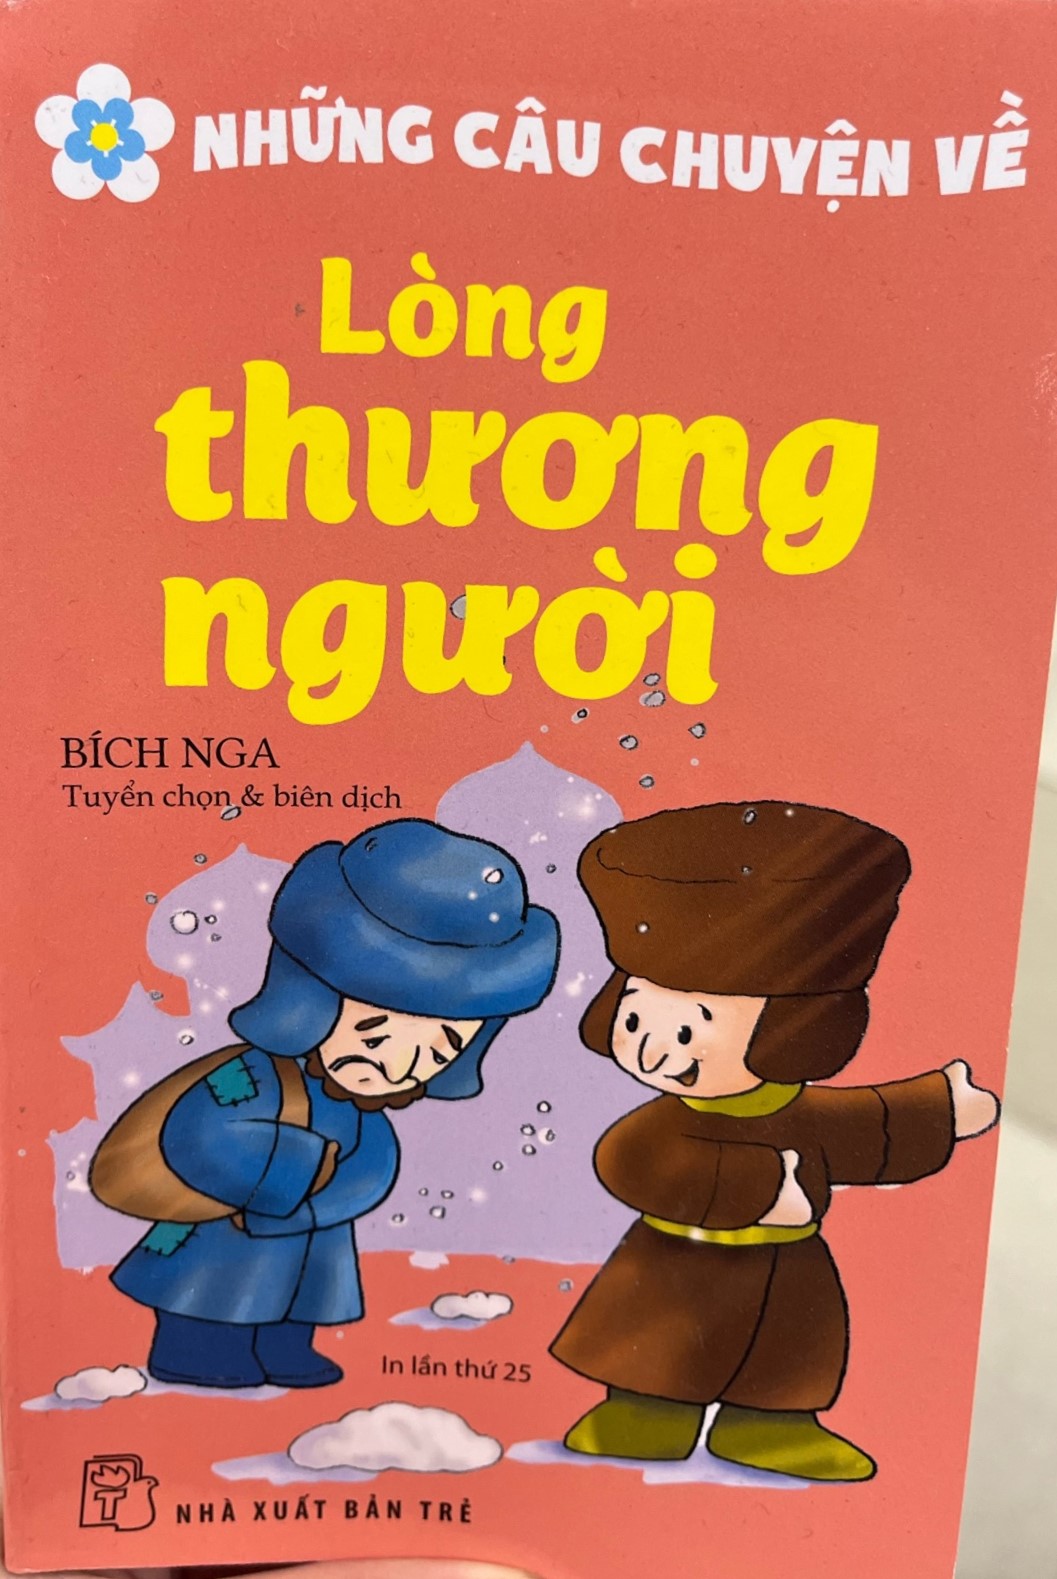 NHỮNG CÂU CHUYỆN VỀ
Lòng
thương
người
BÍCH NGA
Tuyển chọn & biên dịch
In lần thứ 25
T
NHÀ XUẤT BẢN TRẺ